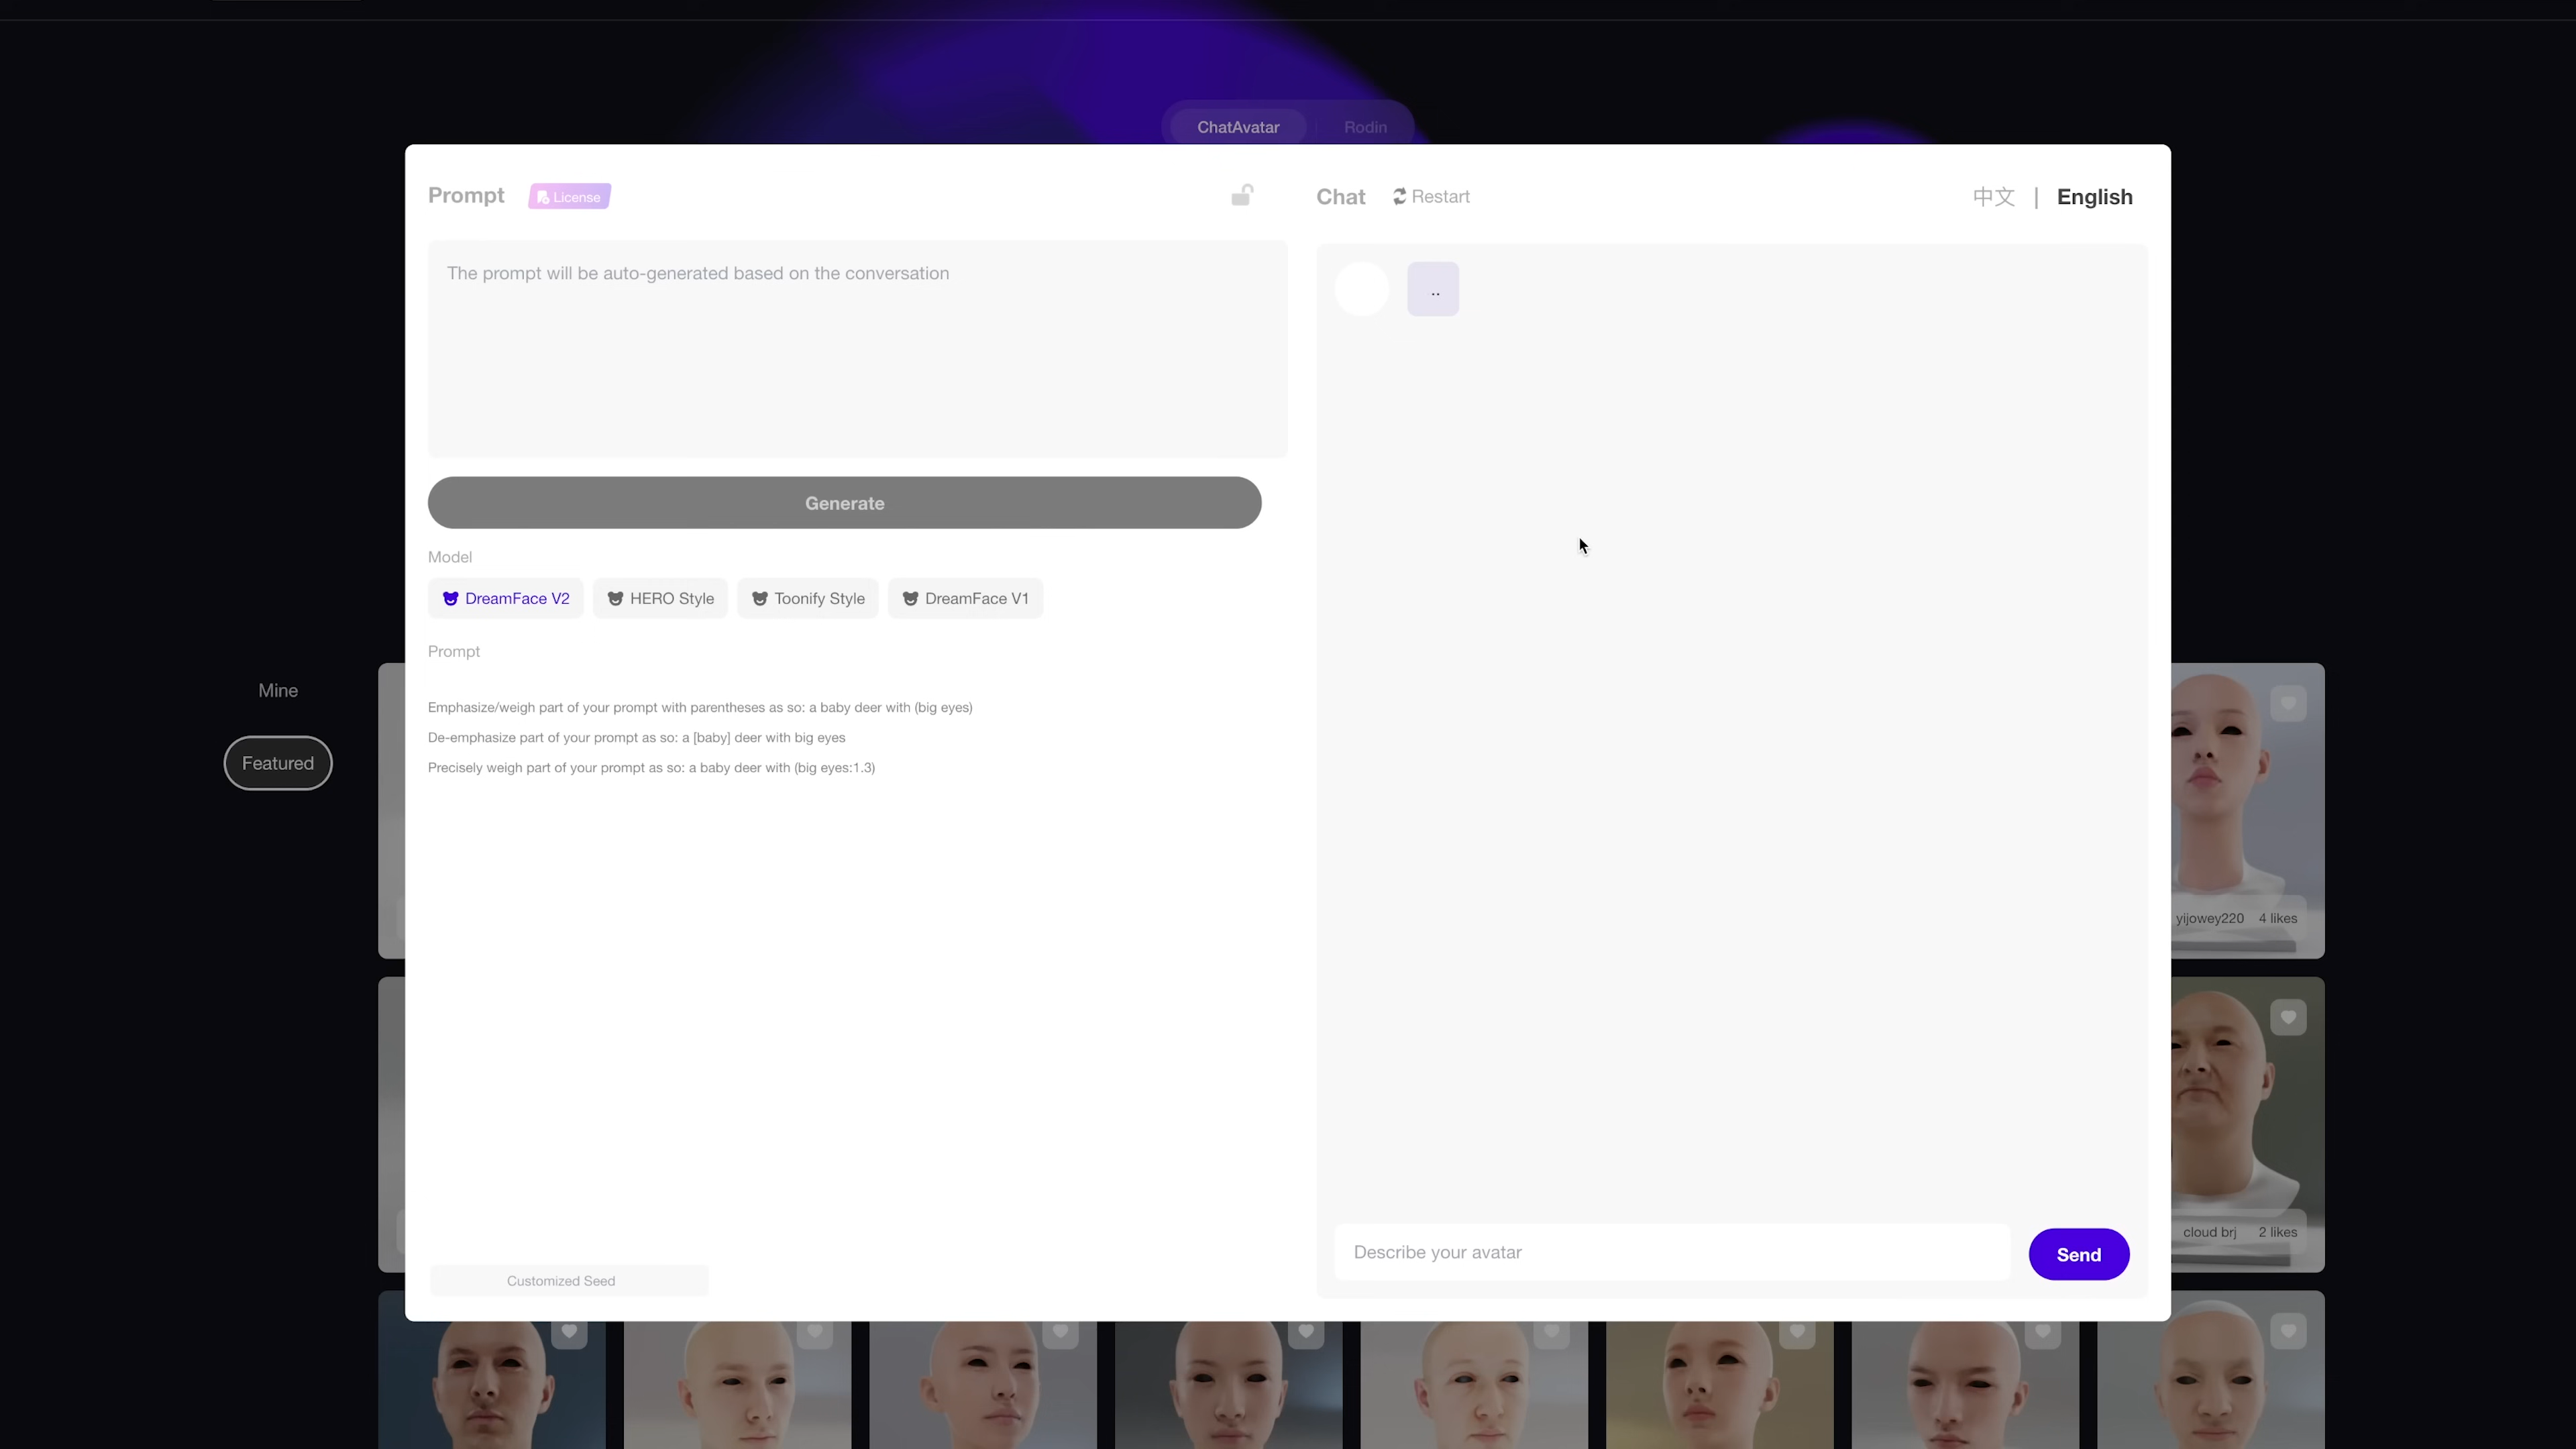 ChatAvatar
Rodin
Prompt
License
The prompt will be auto-generated based on the conversation
Generate
Model
DreamFace V2
HERO Style
Toonify Style
DreamFace V1
Prompt
Emphasize/weigh part of your prompt with parentheses as so: a baby deer with (big eyes)
De-emphasize part of your prompt as so: a [baby] deer with big eyes
Precisely weigh part of your prompt as so: a baby deer with (big eyes:1.3)
Customized Seed
Chat
Restart
中文 | English
..
Describe your avatar
Send
Mine
Featured
yijowey220 4 likes
cloud brj 2 likes